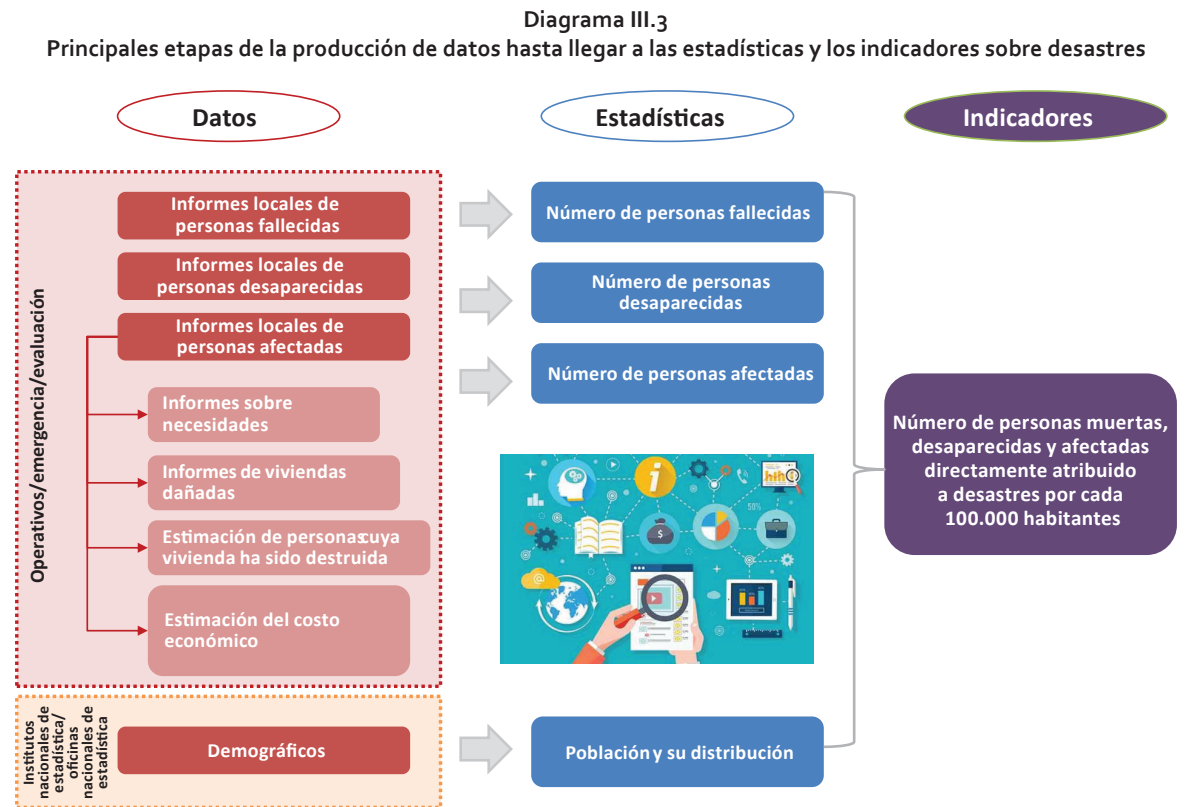 Diagrama III.3
Principales etapas de la producción de datos hasta llegar a las estadísticas y los indicadores sobre desastres
Datos
Estadísticas
Indicadores
Operativos/emergencia/evaluación
Informes locales de
personas fallecidas
Informes locales de
personas desaparecidas
Informes locales de
personas afectadas
Informes sobre
necesidades
Informes de viviendas
dañadas
Estimación de personascuya
vivienda ha sido destruida
Estimación del costo
económico
Institutos
nacionales de
estadística/
oficinas
nacionales de
estadística
Demográficos
Número de personas fallecidas
Número de personas
desaparecidas
Número de personas afectadas
50%
Población y su distribución
Número de personas muertas,
desaparecidas y afectadas
directamente atribuido
a desastres por cada
100.000 habitantes